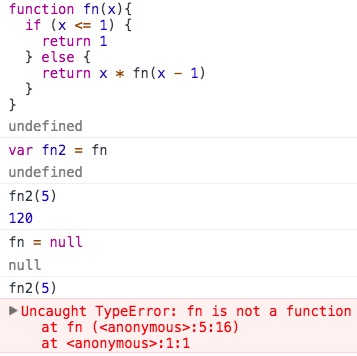 function fn(x){
  if (x <= 1) {
    return 1
  } else {
    return x * fn(x - 1)
  }
}
undefined
var fn2 = fn
undefined
fn2(5)
120
fn = null
null
fn2(5)
▶Uncaught TypeError: fn is not a function
    at fn (<anonymous>:5:16)
    at <anonymous>:1:1